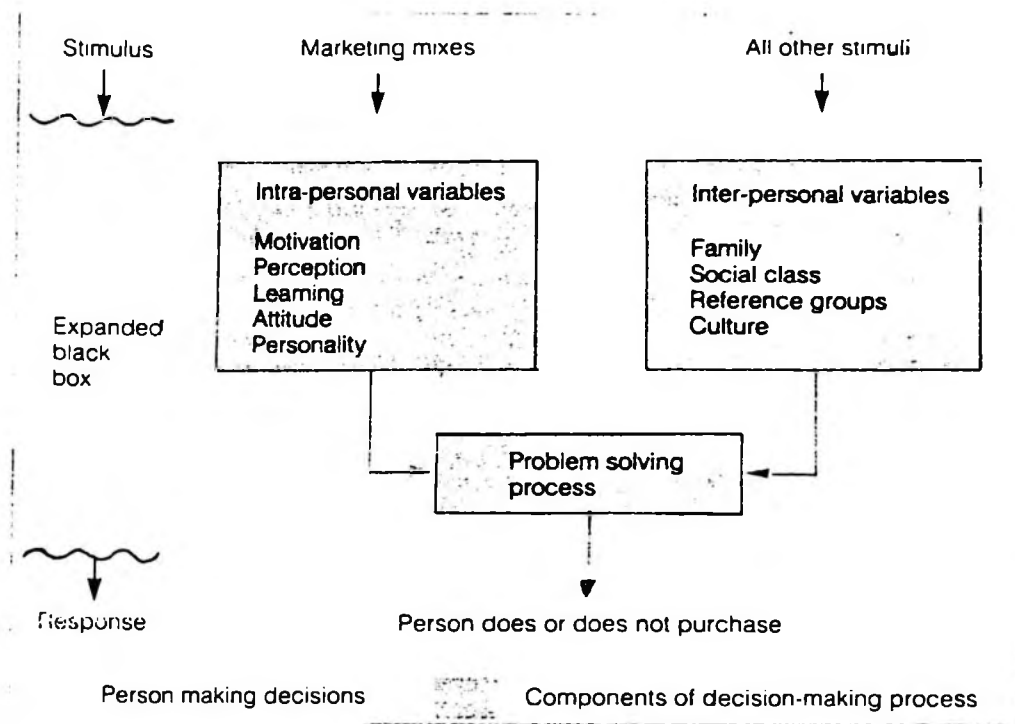 Stimulus
Marketing mixes
All other stimuli
Intra-personal variables
Motivation
Perception
Learning
Attitude
Personality
Inter-personal variables
Family
Social class
Reference groups
Culture
Expanded
black
box
Problem solving
process
Response
Person does or does not purchase
Person making decisions
Components of decision-making process